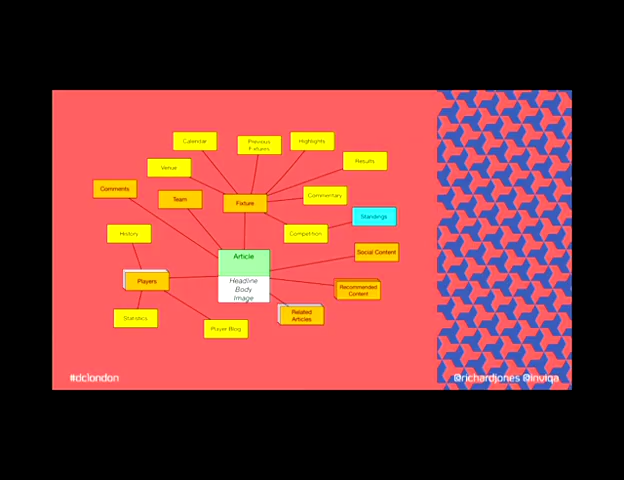 Calendar
Previous
Fixtures
Highlights
Venue
Results
Comments
Team
Fixture
Commentary
Standings
History
Competition
Article
Social Content
Players
Headline
Body
Image
Recommended
Content
Related
Articles
Statistics
Player Blog
#dclondon
@richardjones @inviqa